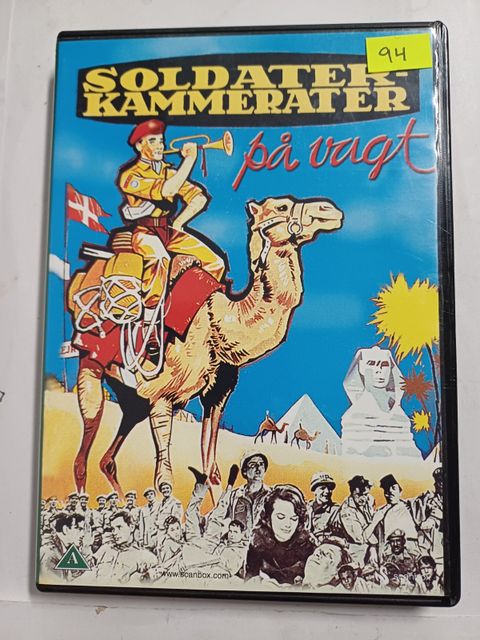 94
SOLDATER-
KAMMERATER
på vagt
A
www.scanbox.com